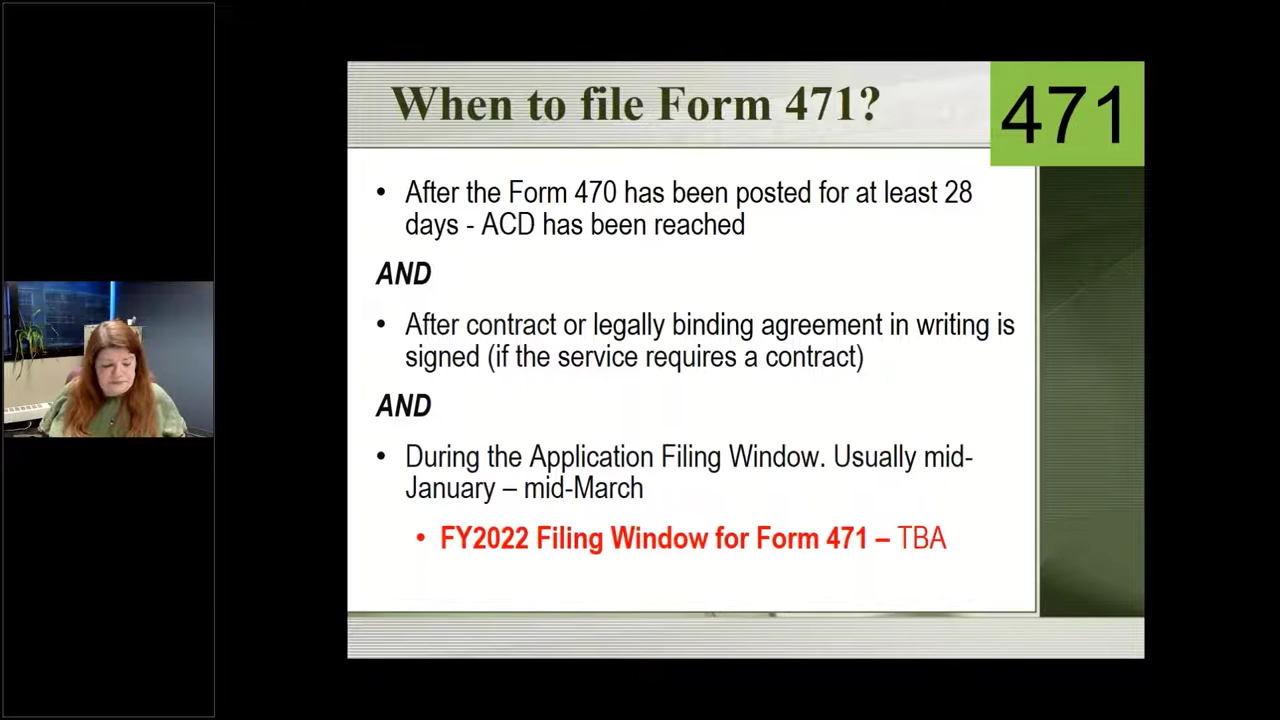 When to file Form 471?
471
• After the Form 470 has been posted for at least 28
days - ACD has been reached
AND
• After contract or legally binding agreement in writing is
signed (if the service requires a contract)
AND
• During the Application Filing Window. Usually mid-
January – mid-March
• FY2022 Filing Window for Form 471 – TBA